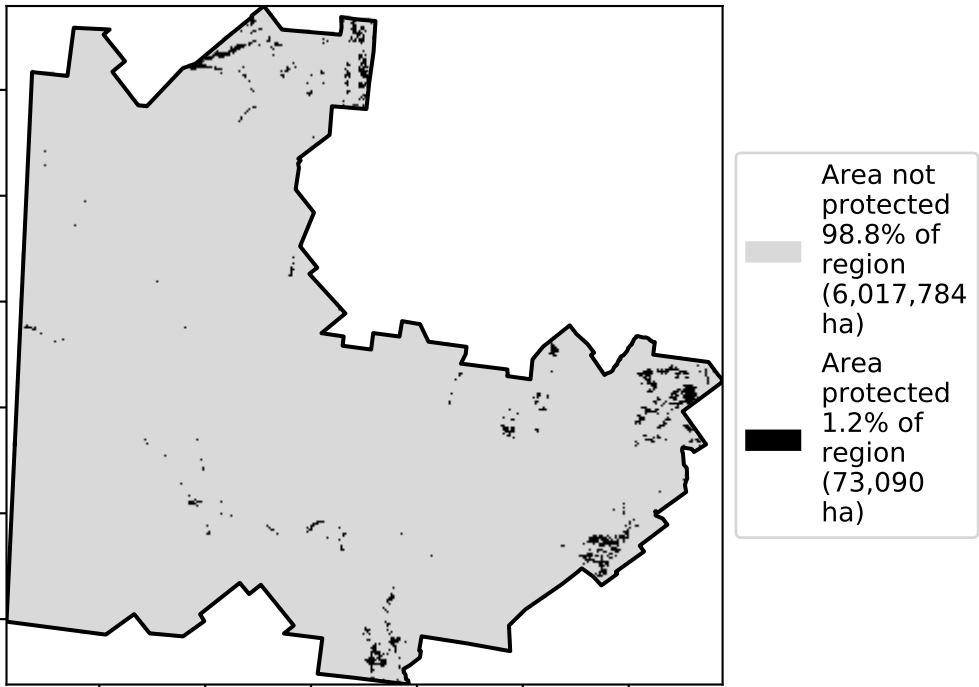 Area not
protected
98.8% of
region
(6,017,784
ha)
Area
protected
1.2% of
region
(73,090
ha)